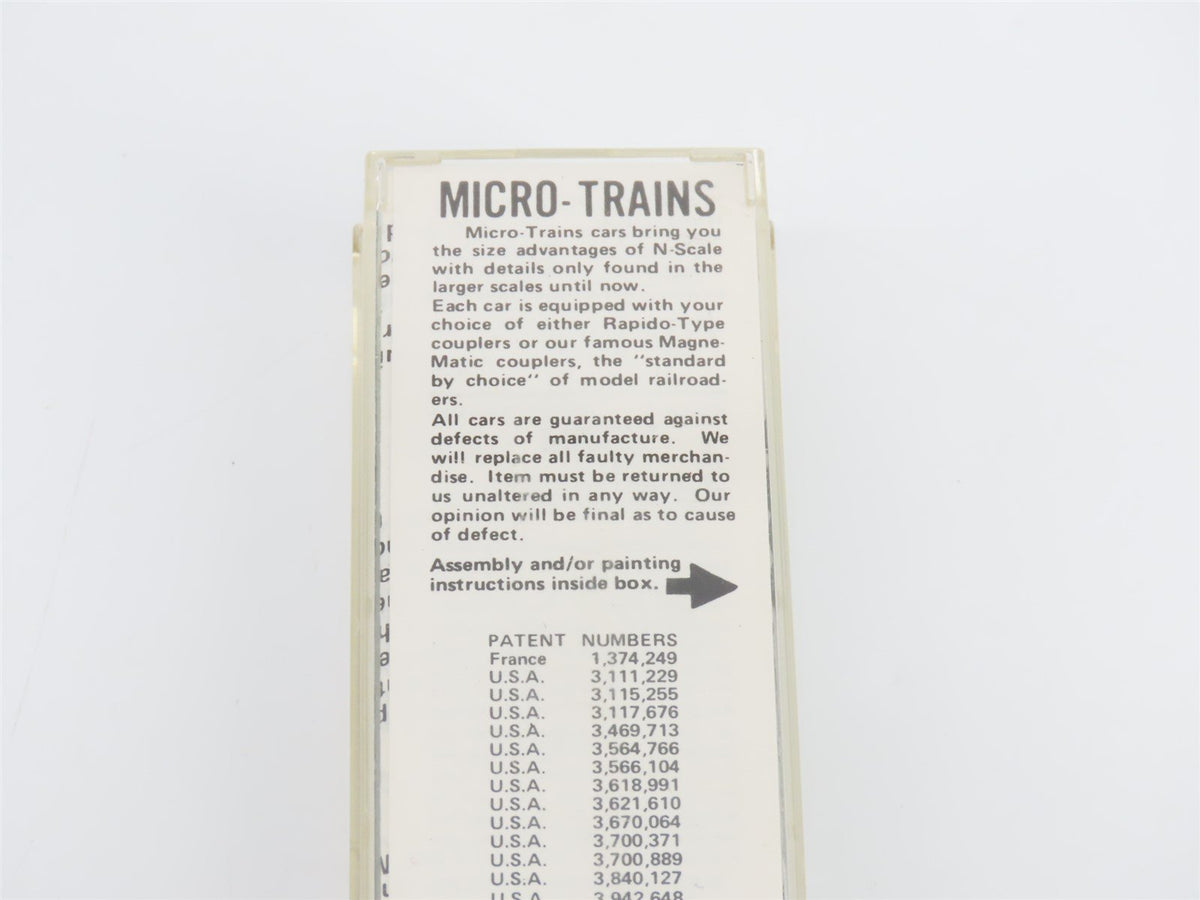 MICRO-TRAINS
Micro-Trains cars bring you
the size advantages of N-Scale
with details only found in the
larger scales until now.
Each car is equipped with your
choice of either Rapido-Type
couplers or our famous Magne-
Matic couplers, the "standard
by choice" of model railroad-
ers.
All cars are guaranteed against
defects of manufacture. We
will replace all faulty merchan-
dise. Item must be returned to
us unaltered in any way. Our
opinion will be final as to cause
of defect.
Assembly and/or painting
instructions inside box.
PATENT NUMBERS
France 1,374,249
U.S.A. 3,111,229
U.S.A. 3,115,255
U.S.A. 3,117,676
U.S.A. 3,469,713
U.S.A. 3,564,766
U.S.A. 3,566,104
U.S.A. 3,618,991
U.S.A. 3,621,610
U.S.A. 3,670,064
U.S.A. 3,700,371
U.S.A. 3,700,889
U.S.A. 3,840,127
U.S.A. 3,942,648